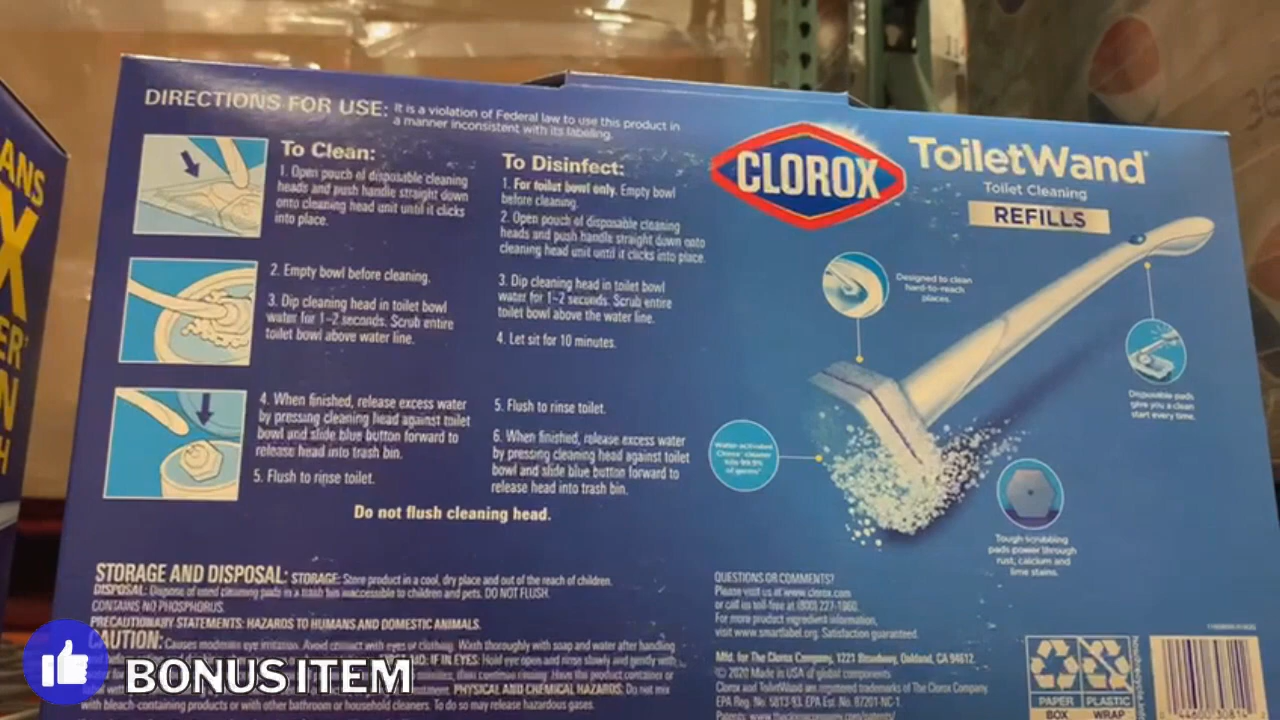 ANS
X
ER
N
H
DIRECTIONS FOR USE: It is a violation of Federal law to use this product in
a manner inconsistent with its labeling.
To Clean:
1. Open pouch of disposable cleaning
heads and push handle straight down
onto cleaning head unit until it clicks
into place.
2. Empty bowl before cleaning.
3. Dip cleaning head in toilet bowl
water for 1-2 seconds. Scrub entire
toilet bowl above water line.
4. When finished, release excess water
by pressing cleaning head against toilet
bowl and slide blue button forward to
release head into trash bin.
5. Flush to rinse toilet.
To Disinfect:
1. For toilet bowl only. Empty bowl
before cleaning.
2. Open pouch of disposable cleaning
heads and push handle straight down onto
cleaning head unit until it clicks into place.
3. Dip cleaning head in toilet bowl
water for 1-2 seconds. Scrub entire
toilet bowl above the water line.
4. Let sit for 10 minutes.
5. Flush to rinse toilet.
6. When finished, release excess water
by pressing cleaning head against toilet
bowl and slide blue button forward to
release head into trash bin.
Do not flush cleaning head.
CLOROX
ToiletWand
Toilet Cleaning
REFILLS
Designed to clean
hard-to-reach
places.
Disposable pads
give you a clean
start every time.
Water-activated
Clorox cleaner
kills 99.9%
of germs
Tough scrubbing
pads power through
rust, calcium and
lime stains.
STORAGE AND DISPOSAL: STORAGE: Store product in a cool, dry place and out of the reach of children.
DISPOSAL: Dispose of used cleaning pads in a trash bin inaccessible to children and pets. DO NOT FLUSH.
CONTAINS NO PHOSPHORUS.
PRECAUTIONARY STATEMENTS: HAZARDS TO HUMANS AND DOMESTIC ANIMALS.
CAUTION: Causes moderate eye irritation. Avoid contact with eyes or clothing. Wash thoroughly with soap and water after handling
IF IN EYES: Hold eye open and rinse slowly and gently with
PHYSICAL AND CHEMICAL HAZARDS: Do not mix
with bleach-containing products or with other bathroom or household cleaners. To do so may release hazardous gases.
QUESTIONS OR COMMENTS?
Please visit us at www.clorox.com
or call us toll-free at (800) 227-1860.
For more product ingredient information,
visit www.smartlabel.org. Satisfaction guaranteed.
Mfd. for The Clorox Company, 1221 Broadway, Oakland, CA 94612.
© 2020 Made in USA of global components
Clorox and ToiletWand are registered trademarks of The Clorox Company.
EPA Reg. No. 5813-93. EPA Est. No. 87201-NC-1.
PAPER
BOX
PLASTIC
WRAP
36
BONUS ITEM